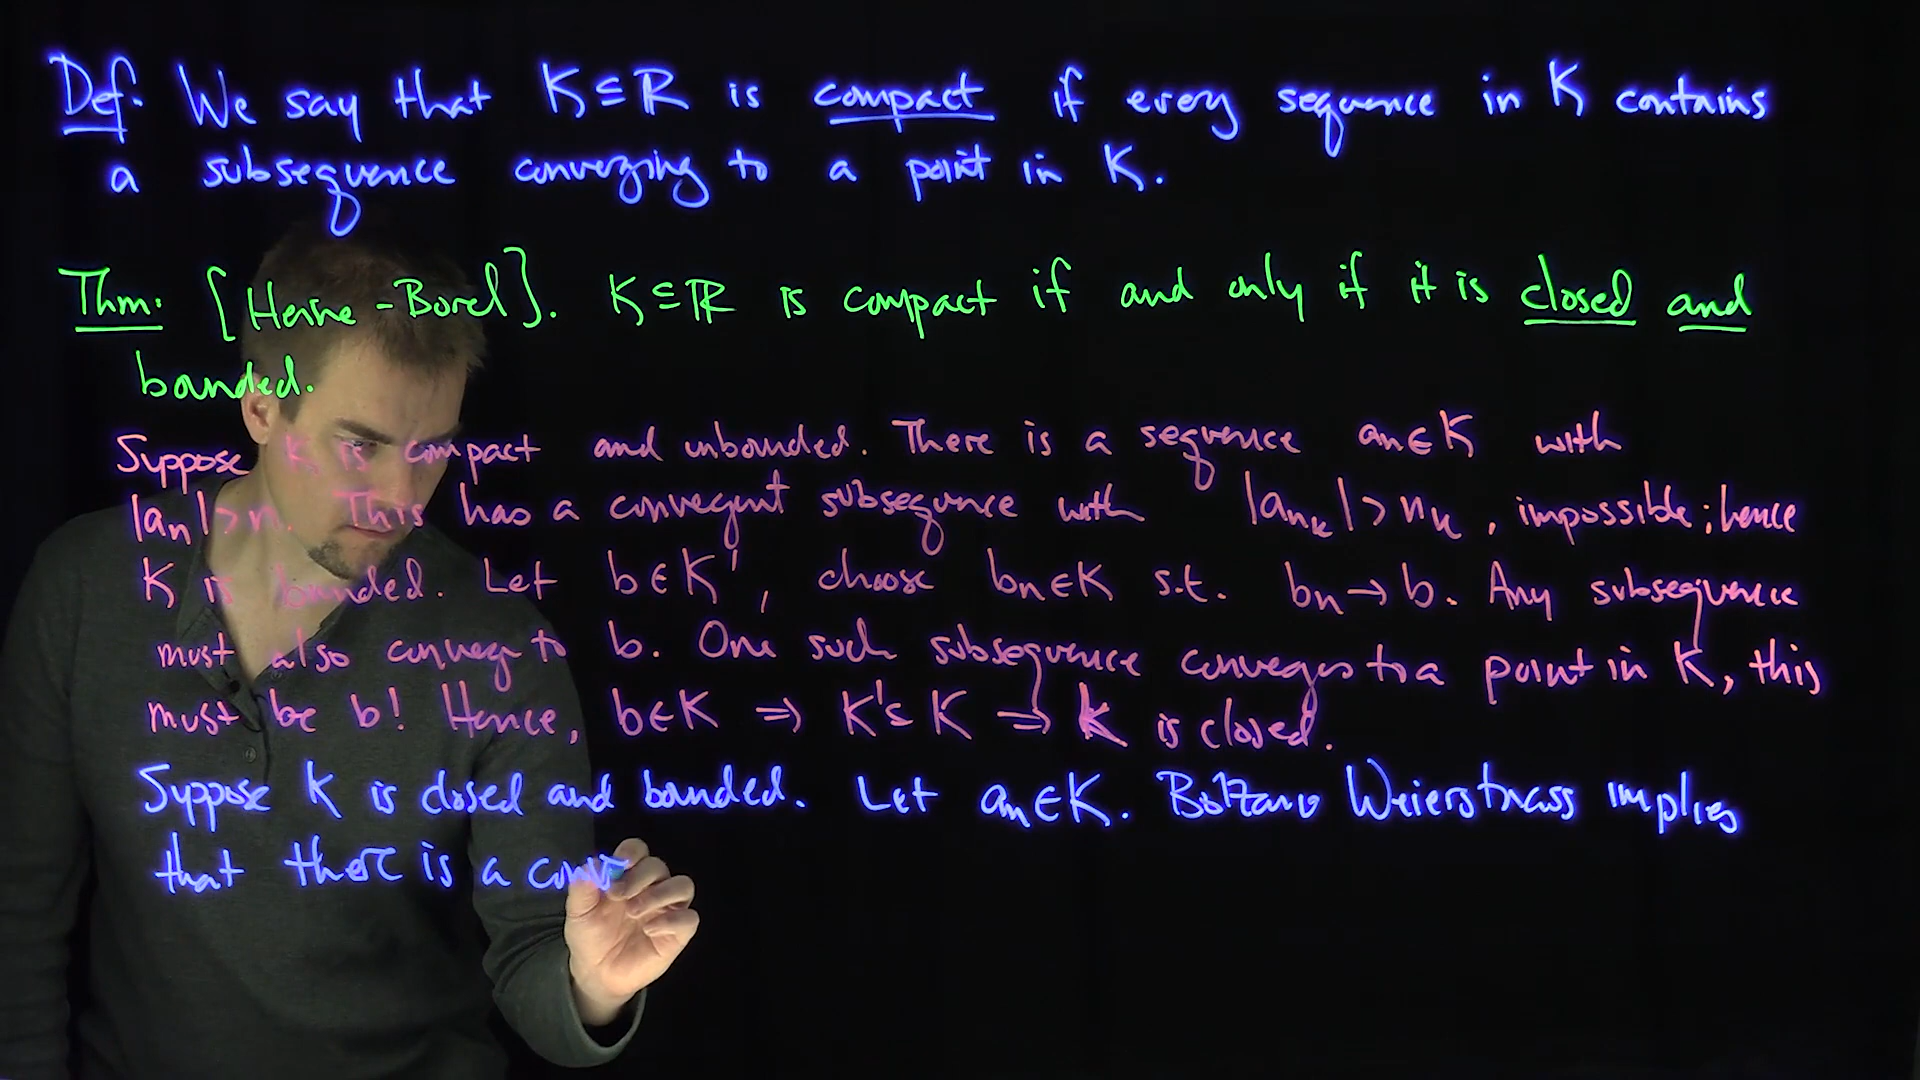 Def: We say that K⊆ℝ is compact if every sequence in K contains
a subsequence converging to a point in K.
Thm: [Heine-Borel]. K⊆ℝ is compact if and only if it is closed and
bounded.
Suppose K is compact and unbounded. There is a sequence aₙ∈K with
|aₙ|>n. This has a convergent subsequence with |aₙₖ|>nₖ, impossible; hence
K is bounded. Let b∈K', choose bₙ∈K s.t. bₙ→b. Any subsequence
must also converge to b. One such subsequence converges to a point in K, this
must be b! Hence, b∈K ⇒ K'⊆K ⇒ K is closed.
Suppose K is closed and bounded. Let aₙ∈K. Bolzano Weierstrass implies
that there is a conv